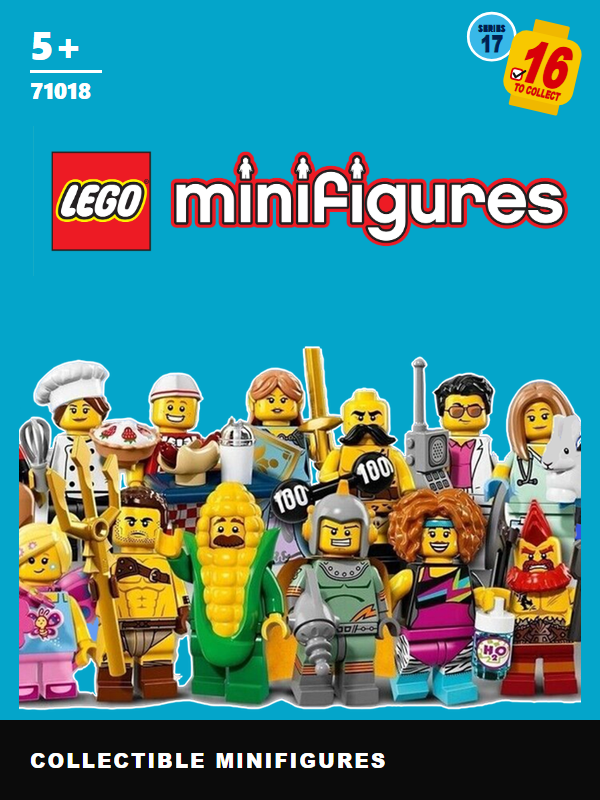 5+
71018
SERIES
17
16
TO COLLECT
LEGO
minifigures
100
100
H2O
COLLECTIBLE MINIFIGURES